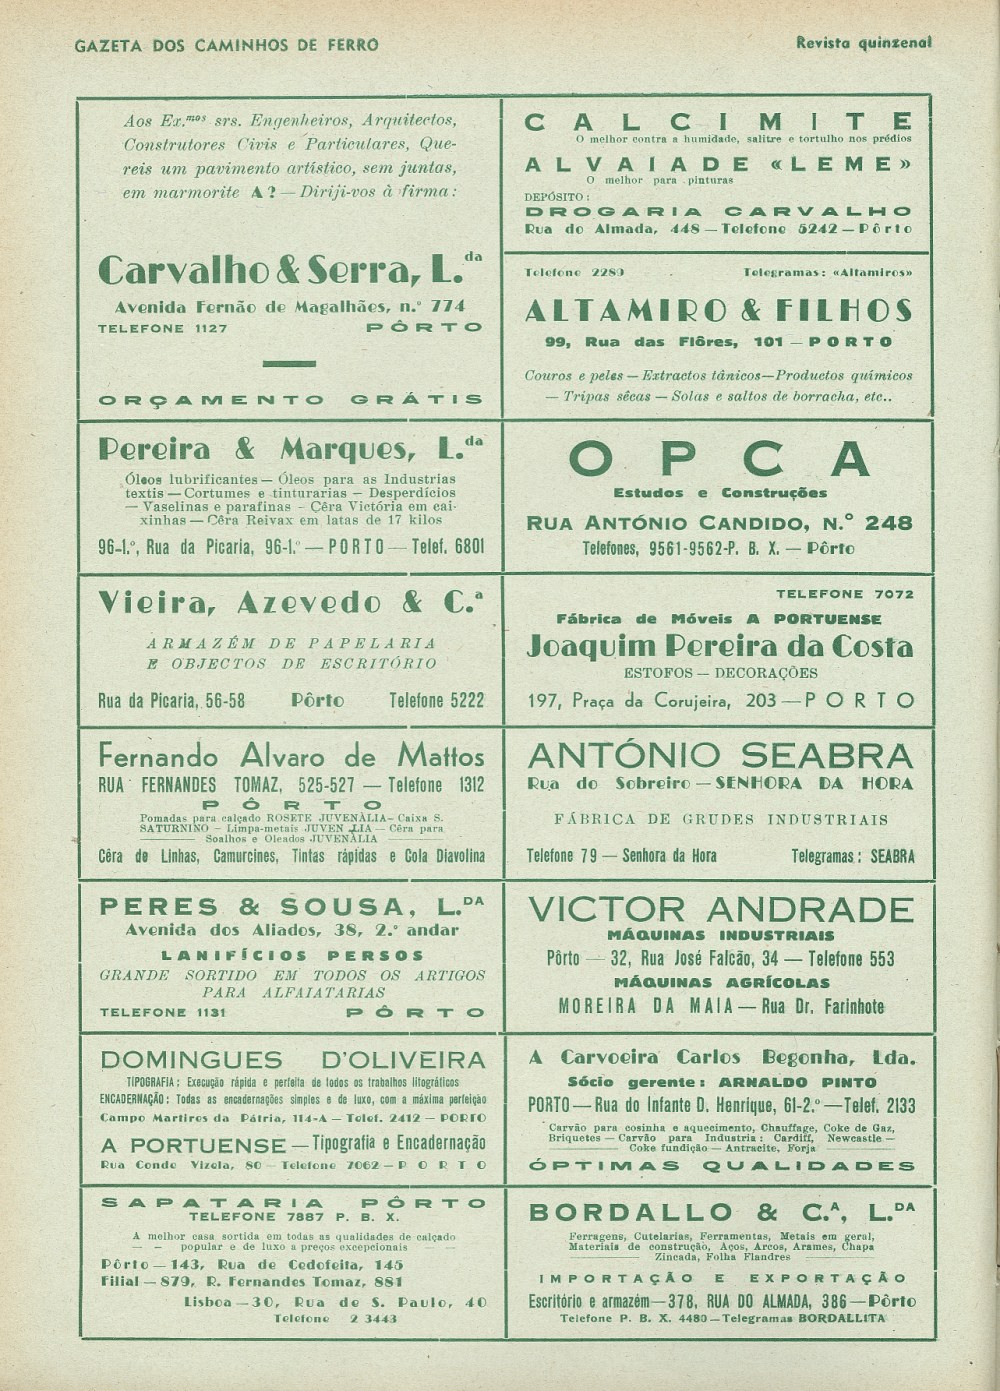 GAZETA DOS CAMINHOS DE FERRO
Revista quinzenal
Aos Ex.mos srs. Engenheiros, Arquitectos,
Construtores Civis e Particulares, Que-
reis um pavimento artístico, sem juntas,
em marmorite A? — Diriji-vos à firma:
Carvalho & Serra, L.da
Avenida Fernão de Magalhães, n.º 774
TELEFONE 1127 PÔRTO
ORÇAMENTO GRÁTIS
CALCIMITE
O melhor contra a humidade, salitre e tortulho nos prédios
ALVAIADE «LEME»
O melhor para pinturas
DEPÓSITO:
DROGARIA CARVALHO
Rua do Almada, 448 — Telefone 5242 — Pôrto
Telefone 2280 Telegramas: «Altamiros»
ALTAMIRO & FILHOS
99, Rua das Flôres, 101 — PORTO
Couros e peles — Extractos tânicos — Productos químicos
— Tripas sêcas — Solas e saltos de borracha, etc..
Pereira & Marques, L.da
Óleos lubrificantes — Óleos para as Industrias
textis — Cortumes e tinturarias — Desperdícios
— Vaselinas e parafinas — Cêra Victória em cai-
xinhas — Cêra Reivax em latas de 17 kilos
96-1.º, Rua da Picaria, 96-1.º — PORTO — Telef. 6801
OPCA
Estudos e Construções
RUA ANTÓNIO CANDIDO, N.º 248
Telefones, 9561-9562-P. B. X. — Pôrto
Vieira, Azevedo & C.ª
ARMAZÉM DE PAPELARIA
E OBJECTOS DE ESCRITÓRIO
Rua da Picaria, 56-58 Pôrto Telefone 5222
TELEFONE 7072
Fábrica de Móveis A PORTUENSE
Joaquim Pereira da Costa
ESTOFOS — DECORAÇÕES
197, Praça da Corujeira, 203 — PORTO
Fernando Alvaro de Mattos
RUA FERNANDES TOMAZ, 525-527 — Telefone 1312
PÔRTO
Pomadas para calçado ROSETE JUVENÀLIA — Caixa S.
SATURNINO — Limpa-metais JUVENÀLIA — Cêra para
Soalhos e Oleados JUVENÀLIA
Cêra de Linhas, Camurcines, Tintas rápidas e Cola Diavolina
ANTÓNIO SEABRA
Rua do Sobreiro — SENHORA DA HORA
FÁBRICA DE GRUDES INDUSTRIAIS
Telefone 79 — Senhora da Hora Telegramas: SEABRA
PERES & SOUSA, L.DA
Avenida dos Aliados, 38, 2.º andar
LANIFÍCIOS PERSOS
GRANDE SORTIDO EM TODOS OS ARTIGOS
PARA ALFAIATARIAS
TELEFONE 1131 PÔRTO
VICTOR ANDRADE
MÁQUINAS INDUSTRIAIS
Pôrto — 32, Rua José Falcão, 34 — Telefone 553
MÁQUINAS AGRÍCOLAS
MOREIRA DA MAIA — Rua Dr. Farinhote
DOMINGUES D'OLIVEIRA
TIPOGRAFIA: Execução rápida e perfeita de todos os trabalhos litográficos
ENCADERNAÇÃO: Todas as encadernações simples e de luxo, com a máxima perfeição
Campo Martires da Pátria, 114-A — Telef. 2412 — PORTO
A PORTUENSE — Tipografia e Encadernação
Rua Conde Vizela, 80 — Telefone 7062 — PORTO
A Carvoeira Carlos Begonha, Lda.
Sócio gerente: ARNALDO PINTO
PORTO — Rua do Infante D. Henrique, 61-2.º — Telef. 2133
Carvão para cosinha e aquecimento, Chauffage, Coke de Gaz,
Briquetes — Carvão para Industria: Cardiff, Newcastle —
Coke fundição — Antracite, Forja
ÓPTIMAS QUALIDADES
SAPATARIA PÔRTO
TELEFONE 7887 P. B. X.
A melhor casa sortida em todas as qualidades de calçado
— — popular e de luxo a preços excepcionais — —
Pôrto — 143, Rua de Cedofeita, 145
Filial — 879, R. Fernandes Tomaz, 881
Lisboa — 30, Rua de S. Paulo, 40
Telefone 2 3443
BORDALLO & C.A, L.DA
Ferragens, Cutelarias, Ferramentas, Metais em geral,
Materiais de construção, Aços, Arcos, Arames, Chapa
Zincada, Folha Flandres
IMPORTAÇÃO E EXPORTAÇÃO
Escritório e armazém — 378, RUA DO ALMADA, 386 — Pôrto
Telefone P. B. X. 4480 — Telegramas BORDALLITA